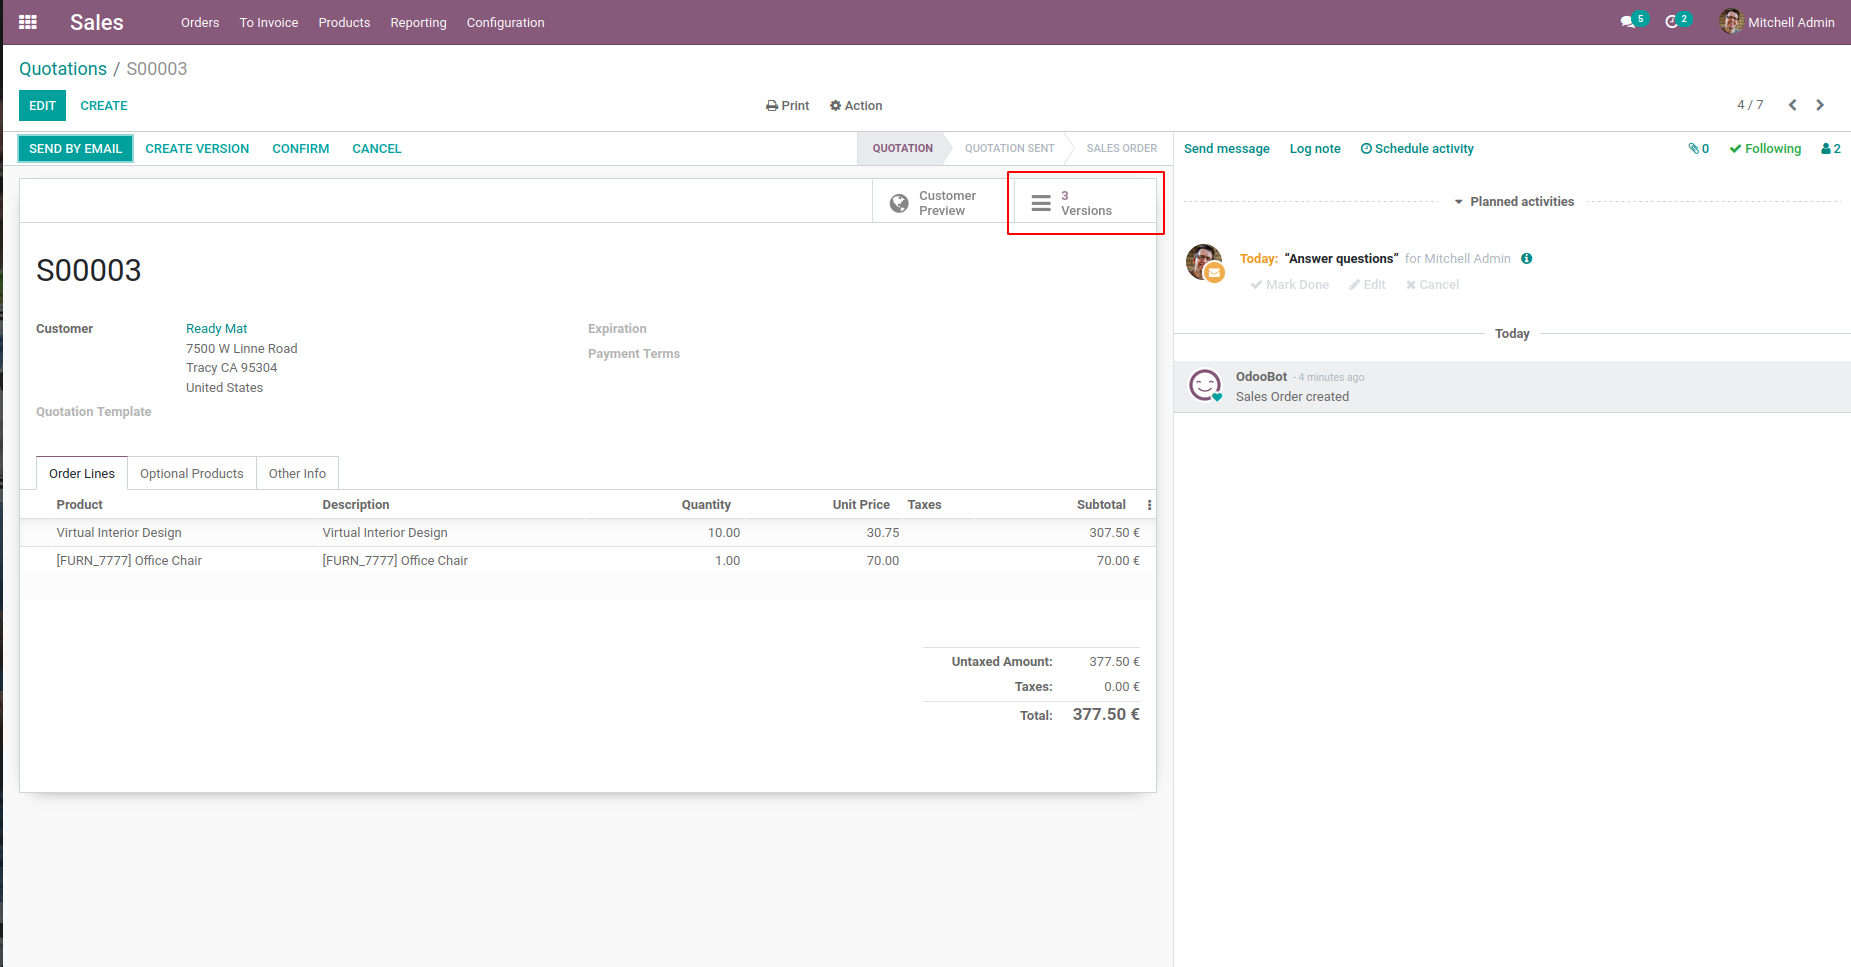 Sales Orders To Invoice Products Reporting Configuration 5 2 Mitchell Admin
Quotations / S00003
EDIT CREATE Print Action 4 / 7
SEND BY EMAIL CREATE VERSION CONFIRM CANCEL QUOTATION QUOTATION SENT SALES ORDER
Customer Preview
3 Versions
S00003
Customer Ready Mat
7500 W Linne Road
Tracy CA 95304
United States
Expiration
Payment Terms
Quotation Template
Order Lines Optional Products Other Info
Product Description Quantity Unit Price Taxes Subtotal
Virtual Interior Design Virtual Interior Design 10.00 30.75 307.50 €
[FURN_7777] Office Chair [FURN_7777] Office Chair 1.00 70.00 70.00 €
Untaxed Amount: 377.50 €
Taxes: 0.00 €
Total: 377.50 €
Send message Log note Schedule activity 0 Following 2
Planned activities
Today: “Answer questions” for Mitchell Admin
Mark Done Edit Cancel
Today
OdooBot - 4 minutes ago
Sales Order created